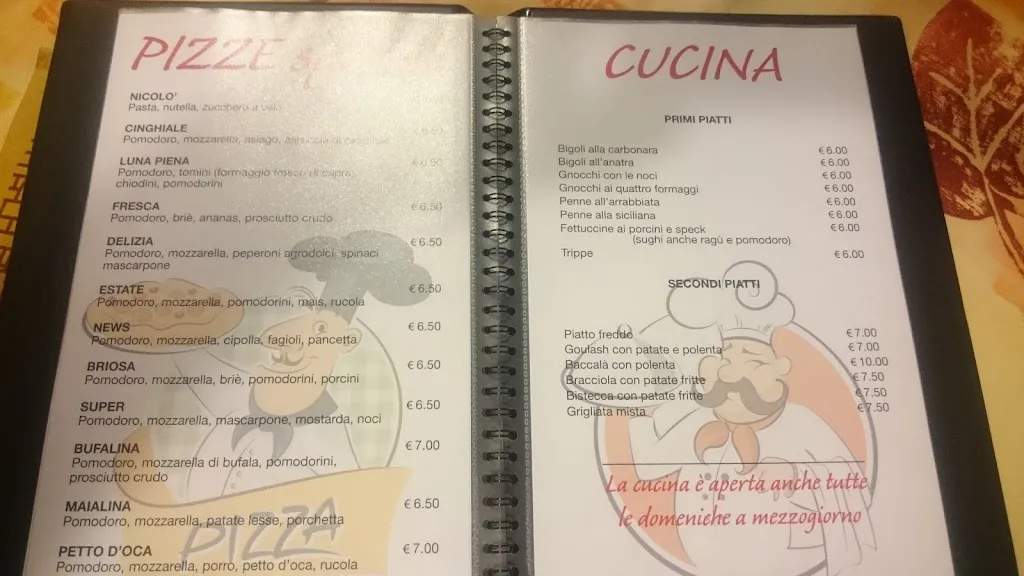 PIZZE
NICOLO'
Pasta, nutella, zucchero a velo
CINGHIALE € 6.50
Pomodoro, mozzarella, asiago,
LUNA PIENA € 6.50
Pomodoro, tomini (formaggio fresco di capra),
chiodini, pomodorini
FRESCA € 6.50
Pomodoro, briè, ananas, prosciutto crudo
DELIZIA € 6.50
Pomodoro, mozzarella, peperoni agrodolci, spinaci
mascarpone
ESTATE € 6.50
Pomodoro, mozzarella, pomodorini, mais, rucola
NEWS € 6.50
Pomodoro, mozzarella, cipolla, fagioli, pancetta
BRIOSA € 6.50
Pomodoro, mozzarella, briè, pomodorini, porcini
SUPER € 6.50
Pomodoro, mozzarella, mascarpone, mostarda, noci
BUFALINA € 7.00
Pomodoro, mozzarella di bufala, pomodorini,
prosciutto crudo
MAIALINA € 6.50
Pomodoro, mozzarella, patate lesse, porchetta
PETTO D'OCA € 7.00
Pomodoro, mozzarella, porro, petto d'oca, rucola
PIZZA
CUCINA
PRIMI PIATTI
Bigoli alla carbonara € 6.00
Bigoli all'anatra € 6.00
Gnocchi con le noci € 6.00
Gnocchi ai quattro formaggi € 6.00
Penne all'arrabbiata € 6.00
Penne alla siciliana € 6.00
Fettuccine ai porcini e speck € 6.00
(sughi anche ragù e pomodoro)
Trippe € 6.00
SECONDI PIATTI
Piatto freddo € 7.00
Goulash con patate e polenta € 7.00
Baccalà con polenta € 10.00
Bracciola con patate fritte € 7.50
Bistecca con patate fritte € 7.50
Grigliata mista € 7.50
La cucina è aperta anche tutte
le domeniche a mezzogiorno